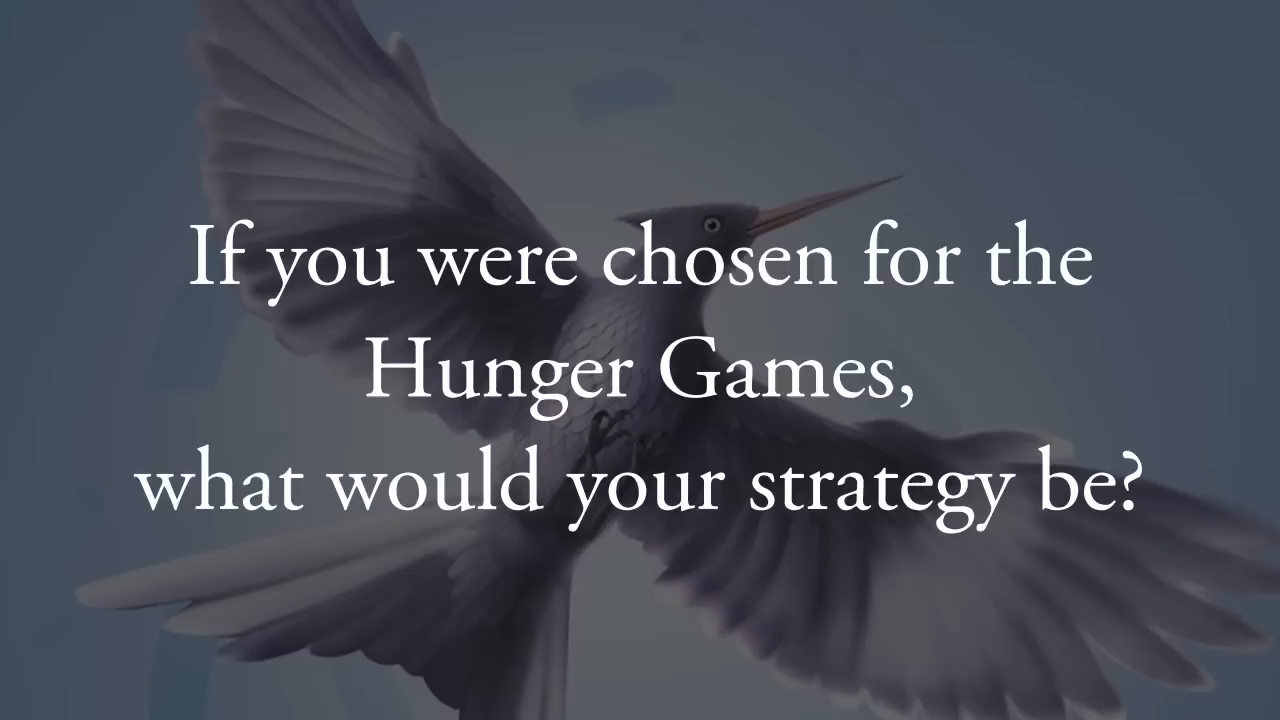 If you were chosen for the
Hunger Games,
what would your strategy be?